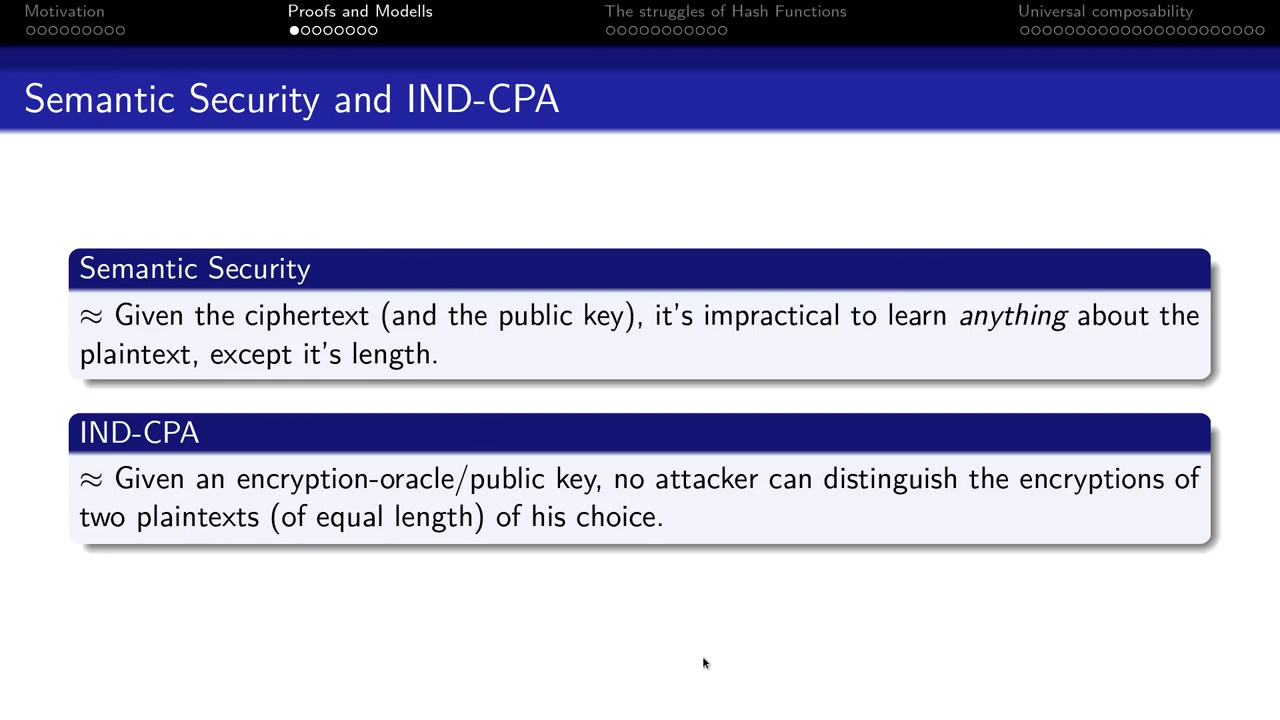 Motivation
Proofs and Modells
The struggles of Hash Functions
Universal composability
Semantic Security and IND-CPA
Semantic Security
≈ Given the ciphertext (and the public key), it's impractical to learn anything about the
plaintext, except it's length.
IND-CPA
≈ Given an encryption-oracle/public key, no attacker can distinguish the encryptions of
two plaintexts (of equal length) of his choice.